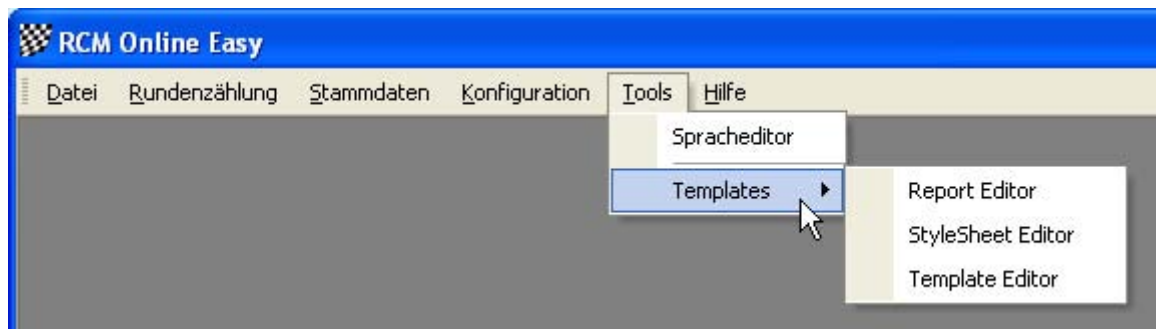 RCM Online Easy
Datei Rundenzählung Stammdaten Konfiguration Tools Hilfe
Spracheditor
Templates
Report Editor
StyleSheet Editor
Template Editor